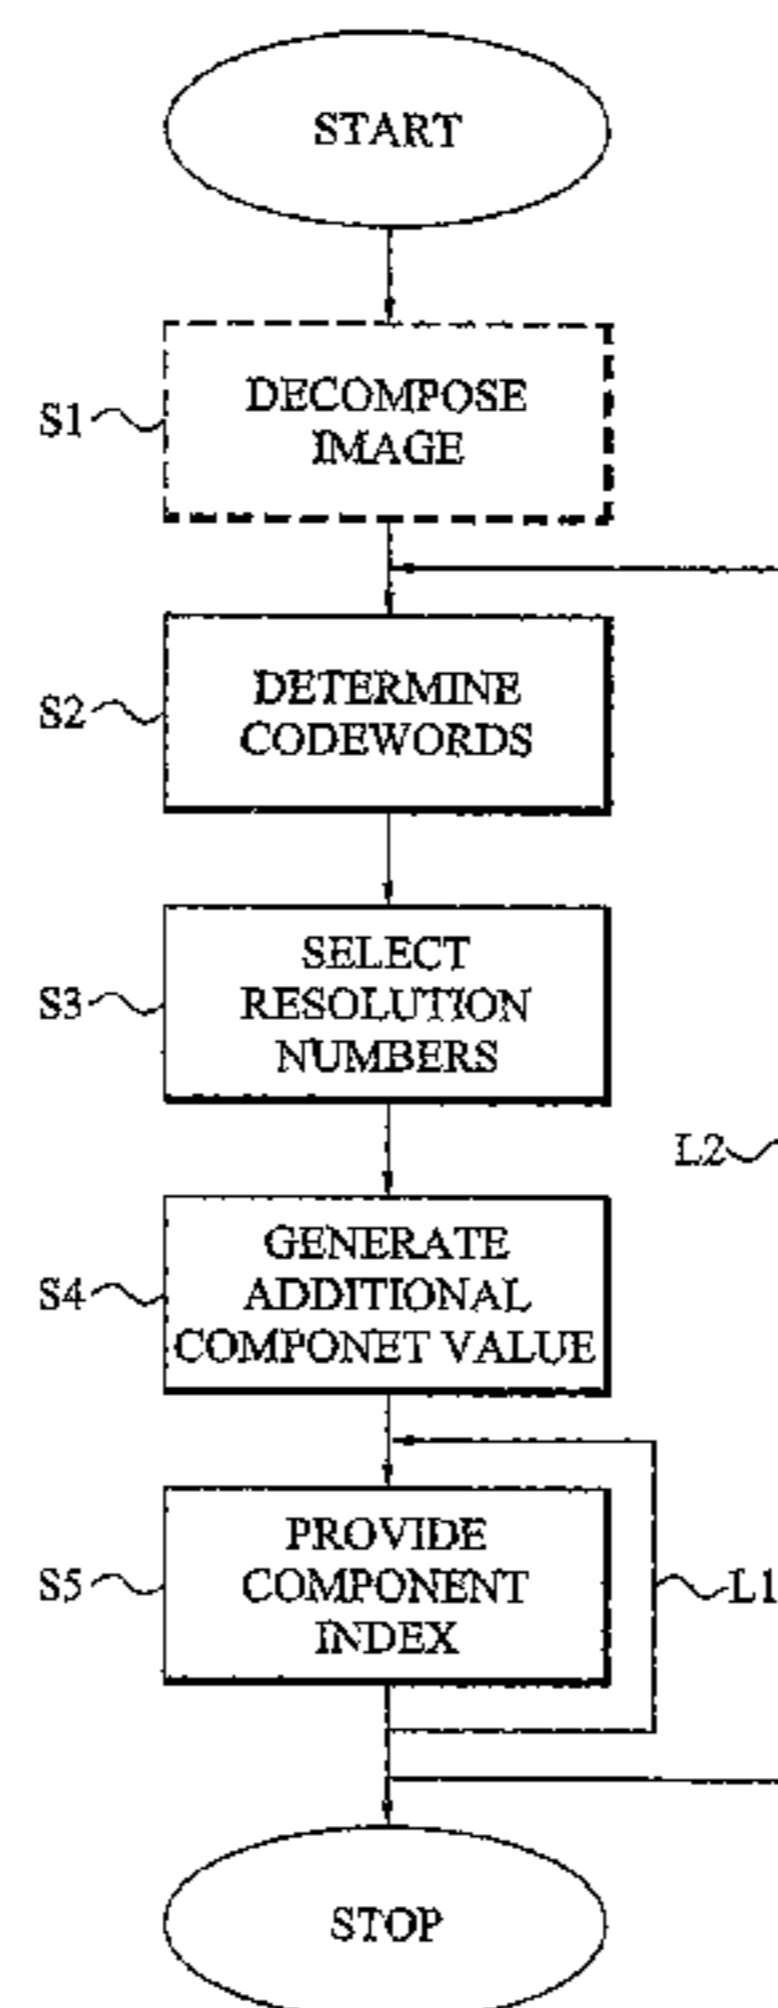 START
S1
DECOMPOSE
IMAGE
S2
DETERMINE
CODEWORDS
S3
SELECT
RESOLUTION
NUMBERS
L2
S4
GENERATE
ADDITIONAL
COMPONET VALUE
S5
PROVIDE
COMPONENT
INDEX
L1
STOP